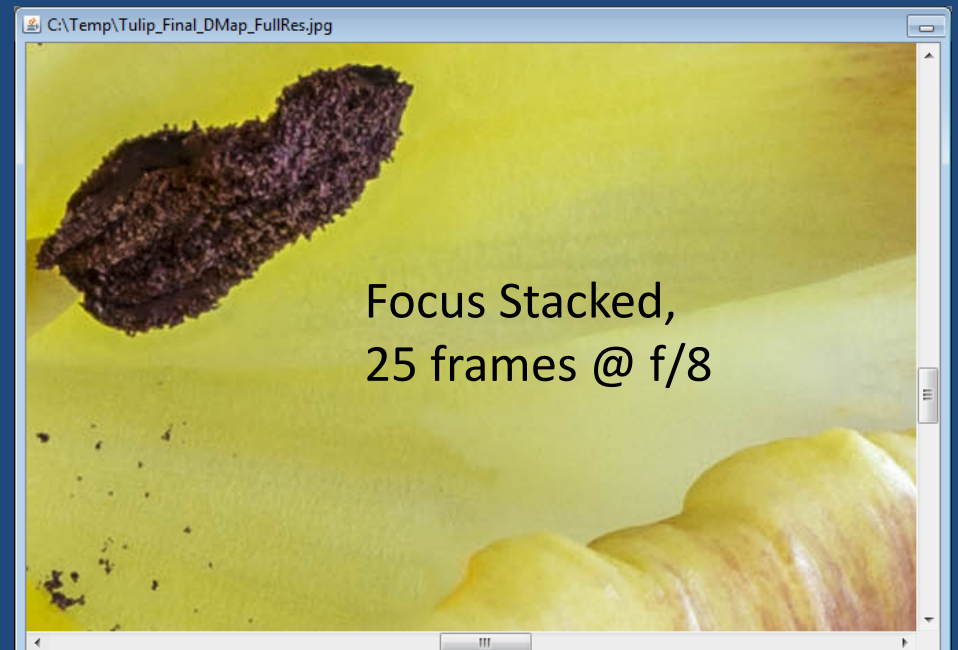 C:\Temp\Tulip_Final_DMap_FullRes.jpg
Focus Stacked,
25 frames @ f/8